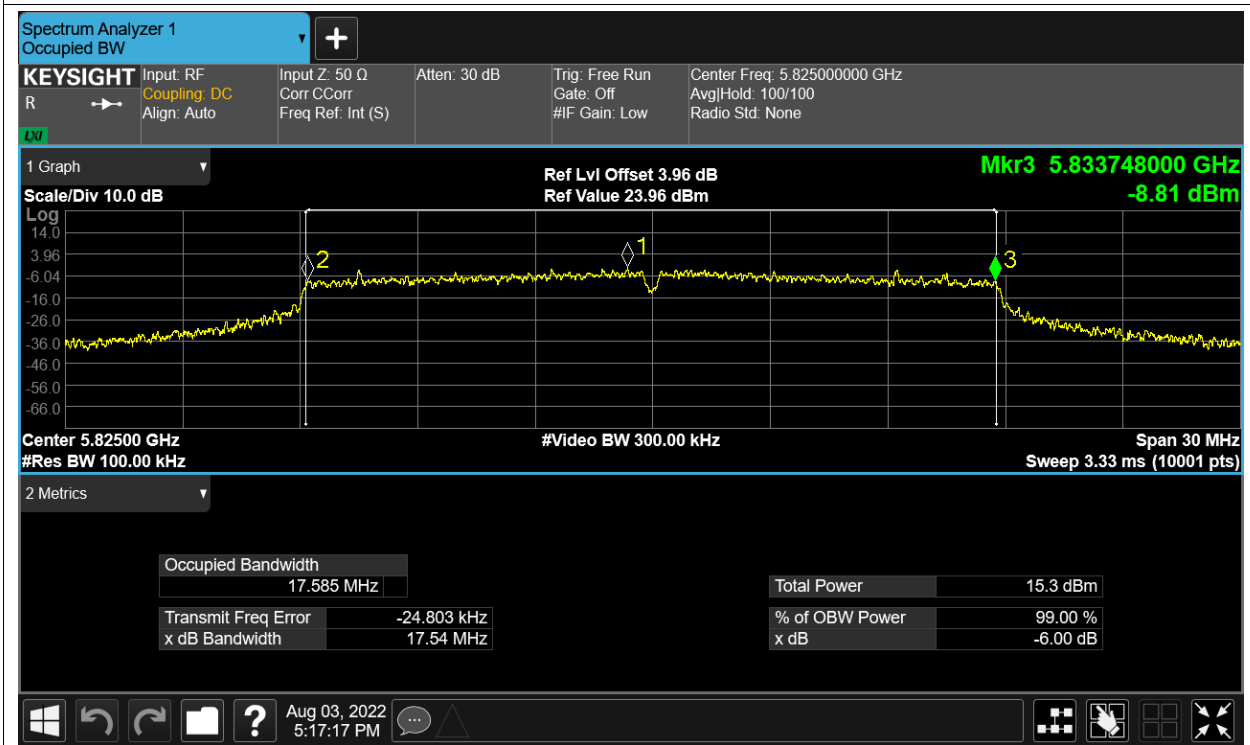 Spectrum Analyzer 1
Occupied BW
KEYSIGHT
R
LXI
Input: RF
Coupling: DC
Align: Auto
Input Z: 50 Ω
Corr CCorr
Freq Ref: Int (S)
Atten: 30 dB
Trig: Free Run
Gate: Off
#IF Gain: Low
Center Freq: 5.825000000 GHz
Avg|Hold: 100/100
Radio Std: None
1 Graph
Scale/Div 10.0 dB
Ref Lvl Offset 3.96 dB
Ref Value 23.96 dBm
Mkr3 5.833748000 GHz
-8.81 dBm
Log
14.0
3.96
-6.04
-16.0
-26.0
-36.0
-46.0
-56.0
-66.0
2
1
3
Center 5.82500 GHz
#Res BW 100.00 kHz
#Video BW 300.00 kHz
Span 30 MHz
Sweep 3.33 ms (10001 pts)
2 Metrics
Occupied Bandwidth
17.585 MHz
Transmit Freq Error -24.803 kHz
x dB Bandwidth 17.54 MHz
Total Power 15.3 dBm
% of OBW Power 99.00 %
x dB -6.00 dB
?
Aug 03, 2022
5:17:17 PM